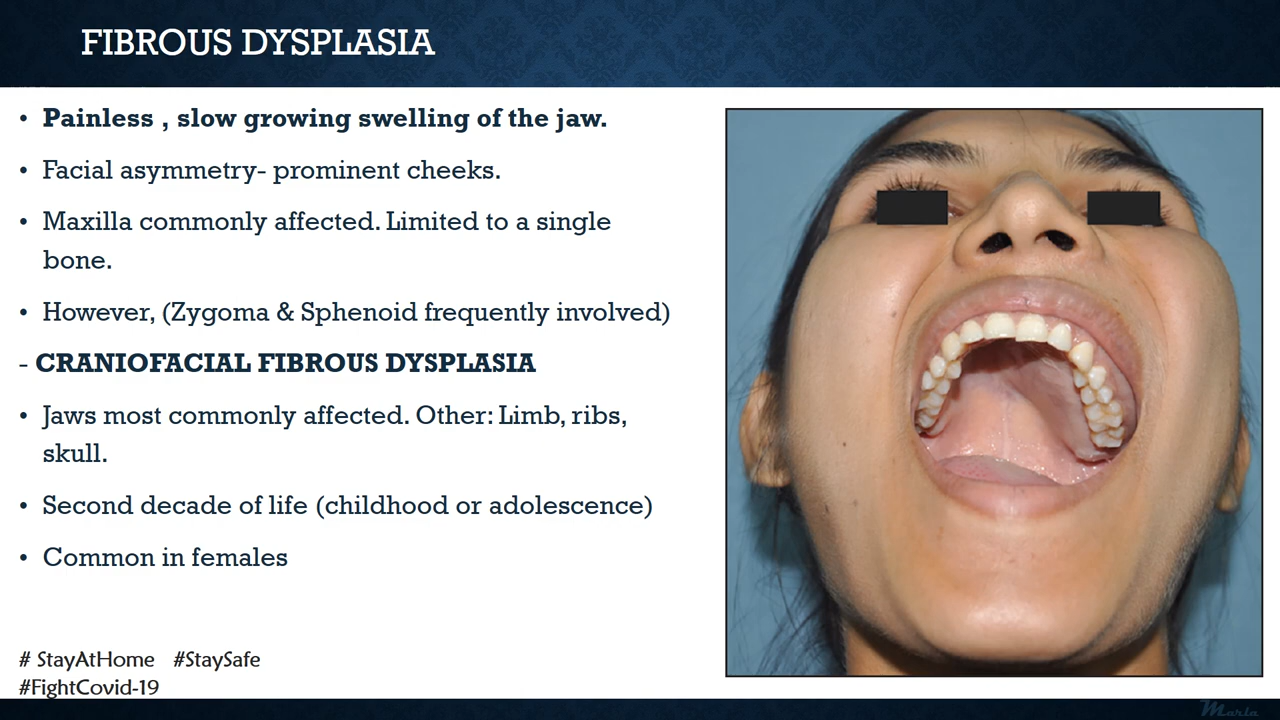 FIBROUS DYSPLASIA
• Painless , slow growing swelling of the jaw.
• Facial asymmetry- prominent cheeks.
• Maxilla commonly affected. Limited to a single
bone.
• However, (Zygoma & Sphenoid frequently involved)
- CRANIOFACIAL FIBROUS DYSPLASIA
• Jaws most commonly affected. Other: Limb, ribs,
skull.
• Second decade of life (childhood or adolescence)
• Common in females
# StayAtHome #StaySafe
#FightCovid-19
Maria